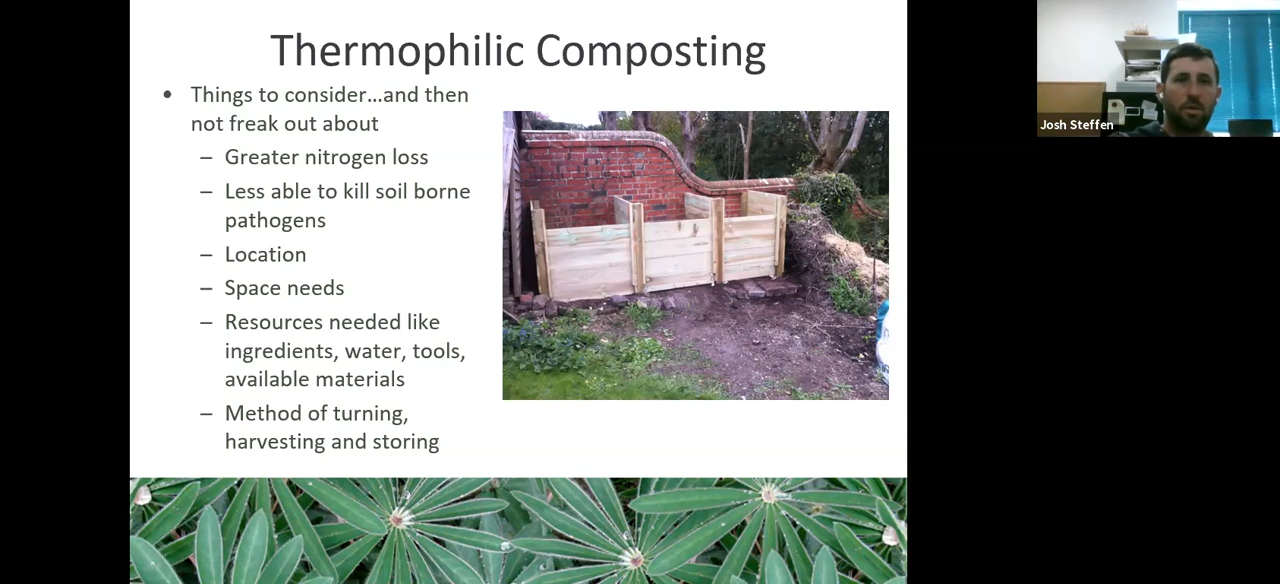 Thermophilic Composting
• Things to consider...and then
not freak out about
– Greater nitrogen loss
– Less able to kill soil borne
pathogens
– Location
– Space needs
– Resources needed like
ingredients, water, tools,
available materials
– Method of turning,
harvesting and storing
Josh Steffen